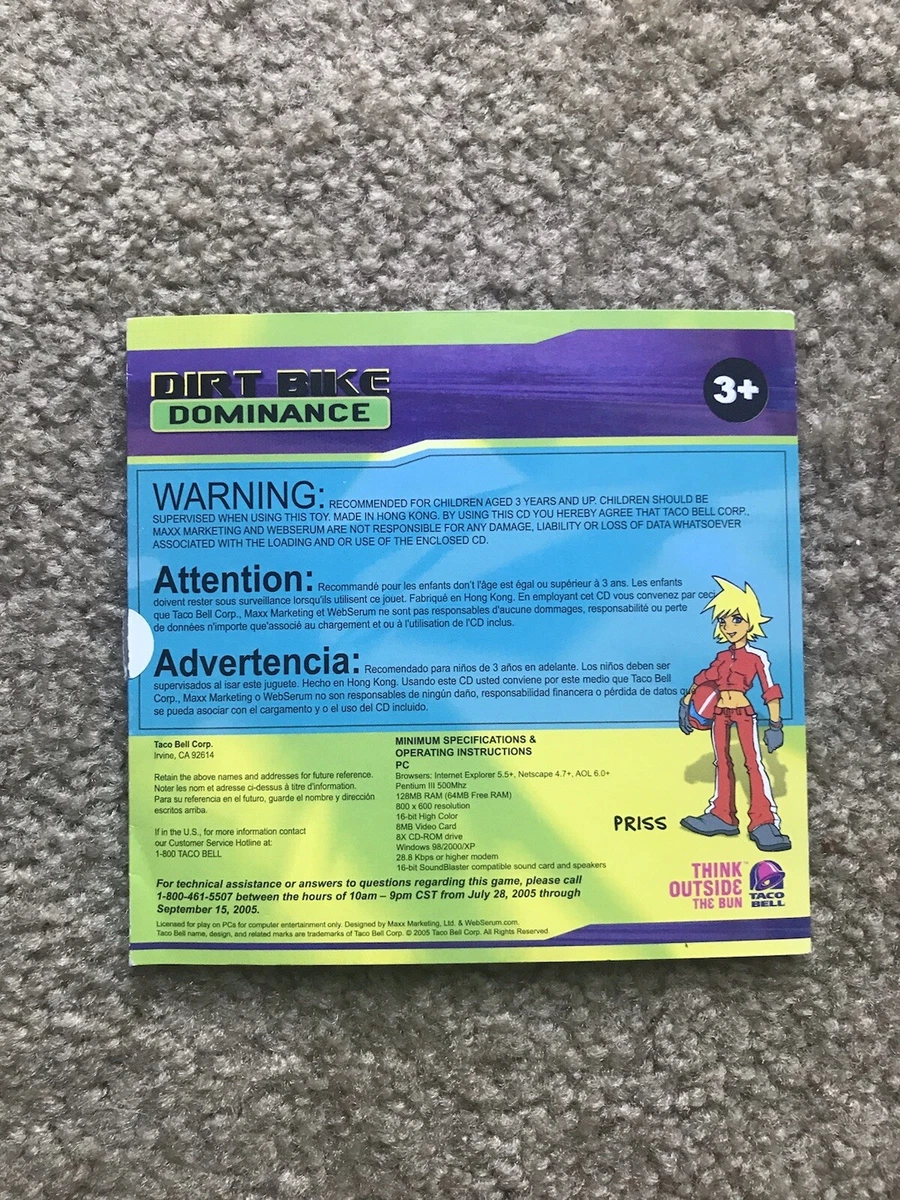 DIRT BIKE
DOMINANCE
3+
WARNING: RECOMMENDED FOR CHILDREN AGED 3 YEARS AND UP. CHILDREN SHOULD BE
SUPERVISED WHEN USING THIS TOY. MADE IN HONG KONG. BY USING THIS CD YOU HEREBY AGREE THAT TACO BELL CORP.,
MAXX MARKETING AND WEBSERUM ARE NOT RESPONSIBLE FOR ANY DAMAGE, LIABILITY OR LOSS OF DATA WHATSOEVER
ASSOCIATED WITH THE LOADING AND OR USE OF THE ENCLOSED CD.
Attention: Recommandé pour les enfants don't l'âge est égal ou supérieur à 3 ans. Les enfants
doivent rester sous surveillance lorsqu'ils utilisent ce jouet. Fabriqué en Hong Kong. En employant cet CD vous convenez par ceci
que Taco Bell Corp., Maxx Marketing et WebSerum ne sont pas responsables d'aucune dommages, responsabilité ou perte
de données n'importe que'associé au chargement et ou à l'utilisation de l'CD inclus.
Advertencia: Recomendado para niños de 3 años en adelante. Los niños deben ser
supervisados al isar este juguete. Hecho en Hong Kong. Usando este CD usted conviene por este medio que Taco Bell
Corp., Maxx Marketing o WebSerum no son responsables de ningún daño, responsabilidad financera o pérdida de datos que
se pueda asociar con el cargamento y o el uso del CD incluido.
Taco Bell Corp.
Irvine, CA 92614
Retain the above names and addresses for future reference.
Noter les nom et adresse ci-dessus à titre d'information.
Para su referencia en el futuro, guarde el nombre y dirección
escritos arriba.
If in the U.S., for more information contact
our Customer Service Hotline at:
1-800 TACO BELL
MINIMUM SPECIFICATIONS &
OPERATING INSTRUCTIONS
PC
Browsers: Internet Explorer 5.5+, Netscape 4.7+, AOL 6.0+
Pentium III 500Mhz
128MB RAM (64MB Free RAM)
800 x 600 resolution
16-bit High Color
8MB Video Card
8X CD-ROM drive
Windows 98/2000/XP
28.8 Kbps or higher modem
16-bit SoundBlaster compatible sound card and speakers
PRISS
For technical assistance or answers to questions regarding this game, please call
1-800-461-5507 between the hours of 10am – 9pm CST from July 28, 2005 through
September 15, 2005.
Licensed for play on PCs for computer entertainment only. Designed by Maxx Marketing, Ltd. & WebSerum.com.
Taco Bell name, design, and related marks are trademarks of Taco Bell Corp. © 2005 Taco Bell Corp. All Rights Reserved.
THINK
OUTSIDE
THE BUN
TACO
BELL